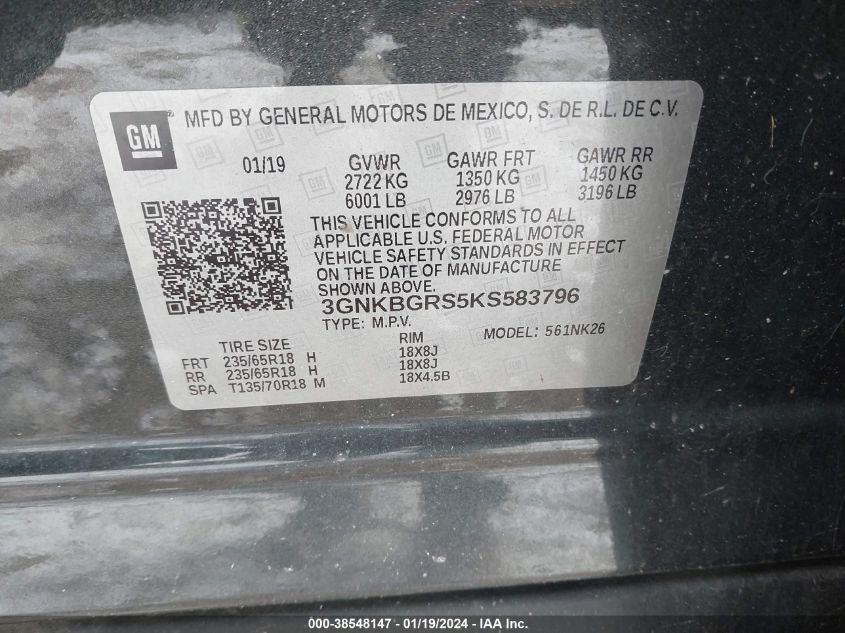 GM
MFD BY GENERAL MOTORS DE MEXICO, S. DE R.L. DE C.V.
01/19 GVWR GAWR FRT GAWR RR
2722 KG 1350 KG 1450 KG
6001 LB 2976 LB 3196 LB
THIS VEHICLE CONFORMS TO ALL
APPLICABLE U.S. FEDERAL MOTOR
VEHICLE SAFETY STANDARDS IN EFFECT
ON THE DATE OF MANUFACTURE
SHOWN ABOVE.
3GNKBGRS5KS583796
TYPE: M.P.V. MODEL: 561NK26
TIRE SIZE RIM
FRT 235/65R18 H 18X8J
RR 235/65R18 H 18X8J
SPA T135/70R18 M 18X4.5B
000-38548147 - 01/19/2024 - © IAA, Inc.